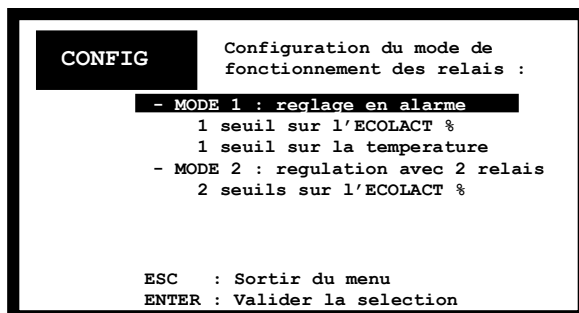 CONFIG
Configuration du mode de
fonctionnement des relais :
- MODE 1 : reglage en alarme
1 seuil sur l'ECOLACT %
1 seuil sur la temperature
- MODE 2 : regulation avec 2 relais
2 seuils sur l'ECOLACT %
ESC : Sortir du menu
ENTER : Valider la selection